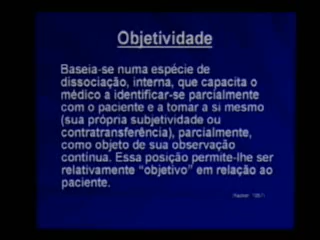 Objetividade
Baseia-se numa espécie de
dissociação, interna, que capacita o
médico a identificar-se parcialmente
com o paciente e a tomar a si mesmo
(sua própria subjetividade ou
contratransferência), parcialmente,
como objeto de sua observação
contínua. Essa posição permite-lhe ser
relativamente “objetivo” em relação ao
paciente.